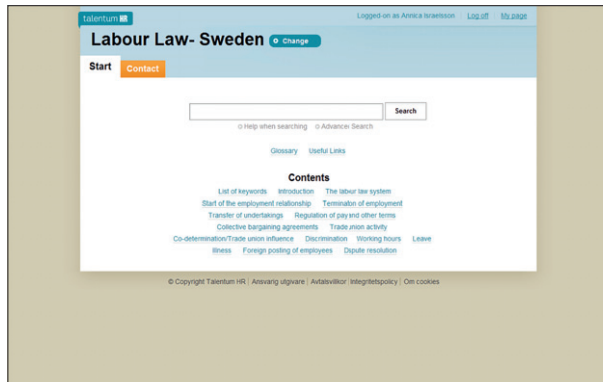 talentum HR
Logged-on as Annica Israelsson | Log off | My page
Labour Law- Sweden Change
Start Contact
Search
Help when searching Advanced Search
Glossary Useful Links
Contents
List of keywords Introduction The labour law system
Start of the employment relationship Termination of employment
Transfer of undertakings Regulation of pay and other terms
Collective bargaining agreements Trade union activity
Co-determination/Trade union influence Discrimination Working hours Leave
Illness Foreign posting of employees Dispute resolution
© Copyright Talentum HR | Ansvarig utgivare | Avtalsvillkor | Integritetspolicy | Om cookies